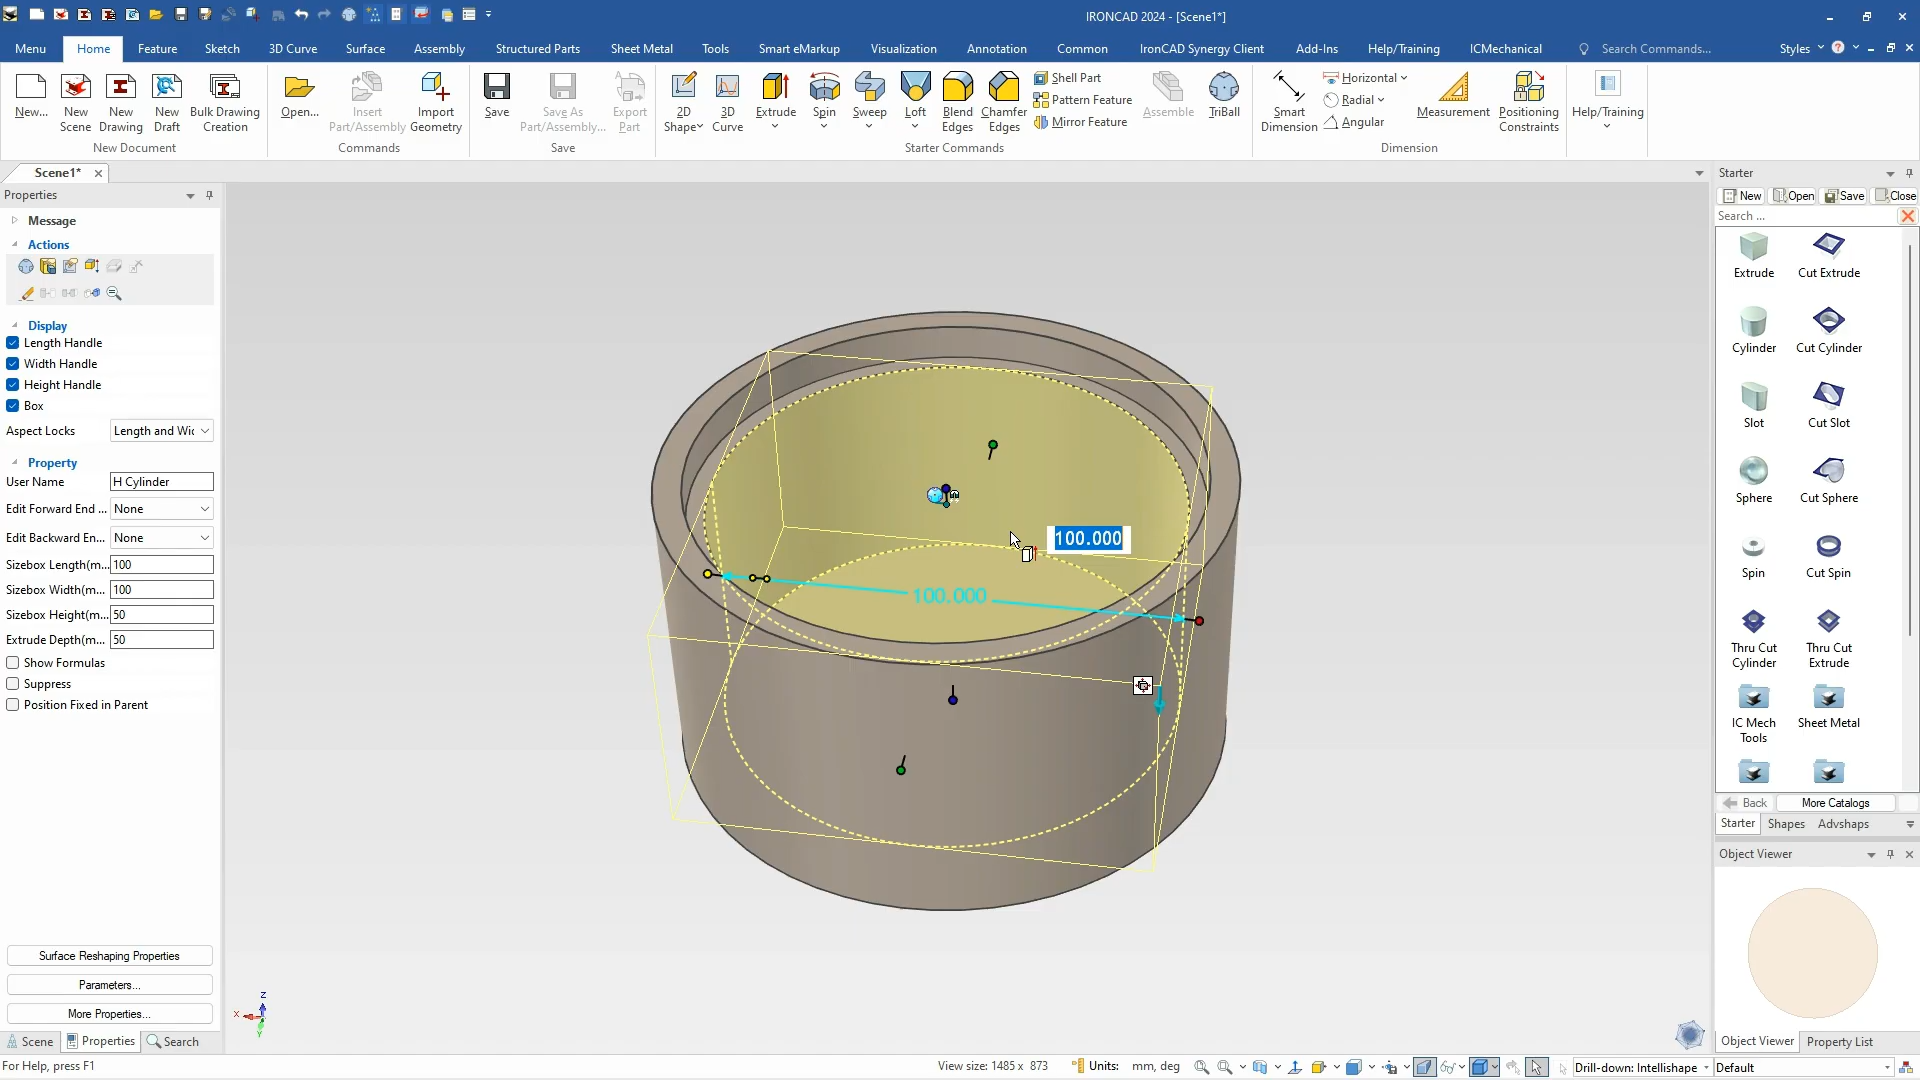 IRONCAD 2024 - [Scene1*]
Menu Home Feature Sketch 3D Curve Surface Assembly Structured Parts Sheet Metal Tools Smart eMarkup Visualization Annotation Common IronCAD Synergy Client Add-Ins Help/Training ICMechanical Search Commands... Styles
New...
New Scene
New Drawing
New Draft
Bulk Drawing Creation
New Document
Open...
Insert Part/Assembly
Import Geometry
Commands
Save
Save As Part/Assembly...
Export Part
Save
2D Shape
3D Curve
Extrude
Spin
Sweep
Loft
Blend Edges
Chamfer Edges
Shell Part
Pattern Feature
Mirror Feature
Assemble
TriBall
Starter Commands
Smart Dimension
Horizontal
Radial
Angular
Measurement
Positioning Constraints
Dimension
Help/Training
Scene1*
Properties
Message
Actions
Display
Length Handle
Width Handle
Height Handle
Box
Aspect Locks Length and Wic
Property
User Name H Cylinder
Edit Forward End ... None
Edit Backward En... None
Sizebox Length(m... 100
Sizebox Width(m... 100
Sizebox Height(m... 50
Extrude Depth(m... 50
Show Formulas
Suppress
Position Fixed in Parent
Surface Reshaping Properties
Parameters...
More Properties...
Scene Properties Search
100.000
100.000
Z
X
Y
Starter
New Open Save Close
Search ...
Extrude Cut Extrude
Cylinder Cut Cylinder
Slot Cut Slot
Sphere Cut Sphere
Spin Cut Spin
Thru Cut Cylinder
Thru Cut Extrude
IC Mech Tools
Sheet Metal
Back More Catalogs
Starter Shapes Advshaps
Object Viewer
Object Viewer Property List
For Help, press F1
View size: 1485 x 873
Units: mm, deg
Drill-down: Intellishape
Default